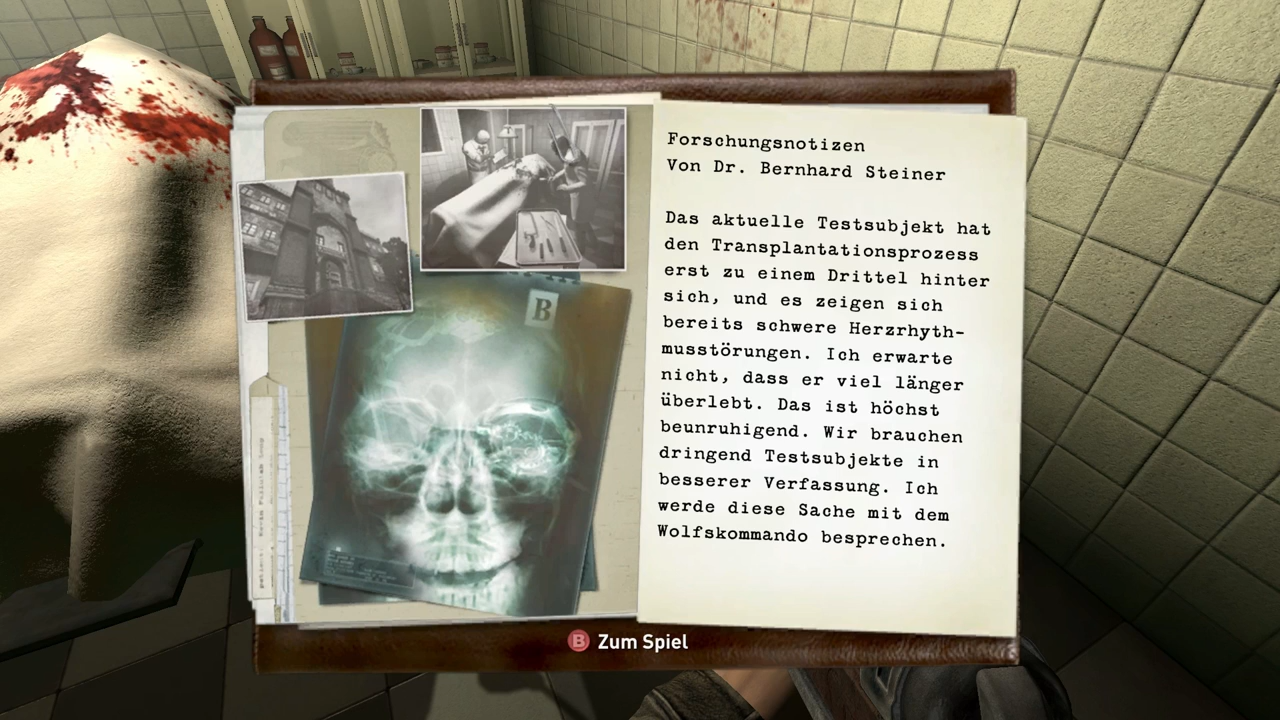 B
Forschungsnotizen
Von Dr. Bernhard Steiner
Das aktuelle Testsubjekt hat
den Transplantationsprozess
erst zu einem Drittel hinter
sich, und es zeigen sich
bereits schwere Herzrhyth-
musstörungen. Ich erwarte
nicht, dass er viel länger
überlebt. Das ist höchst
beunruhigend. Wir brauchen
dringend Testsubjekte in
besserer Verfassung. Ich
werde diese Sache mit dem
Wolfskommando besprechen.
B Zum Spiel